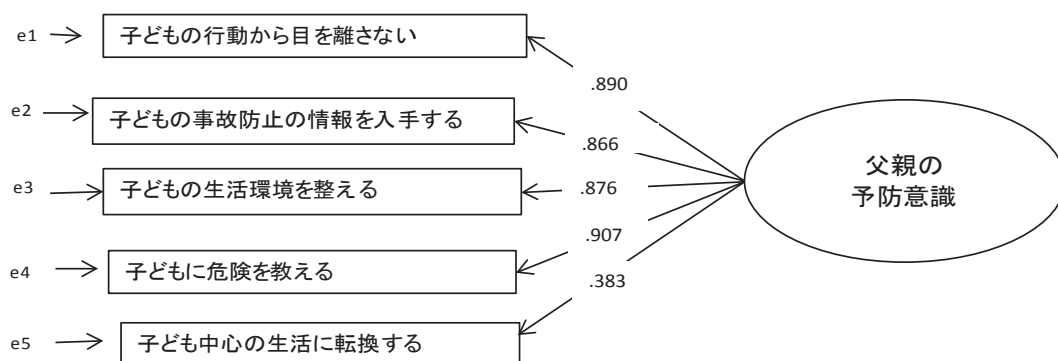 e1
子どもの行動から目を離さない
.890
e2
子どもの事故防止の情報を入手する
.866
e3
子どもの生活環境を整える
.876
父親の
予防意識
e4
子どもに危険を教える
.907
e5
子ども中心の生活に転換する
.383